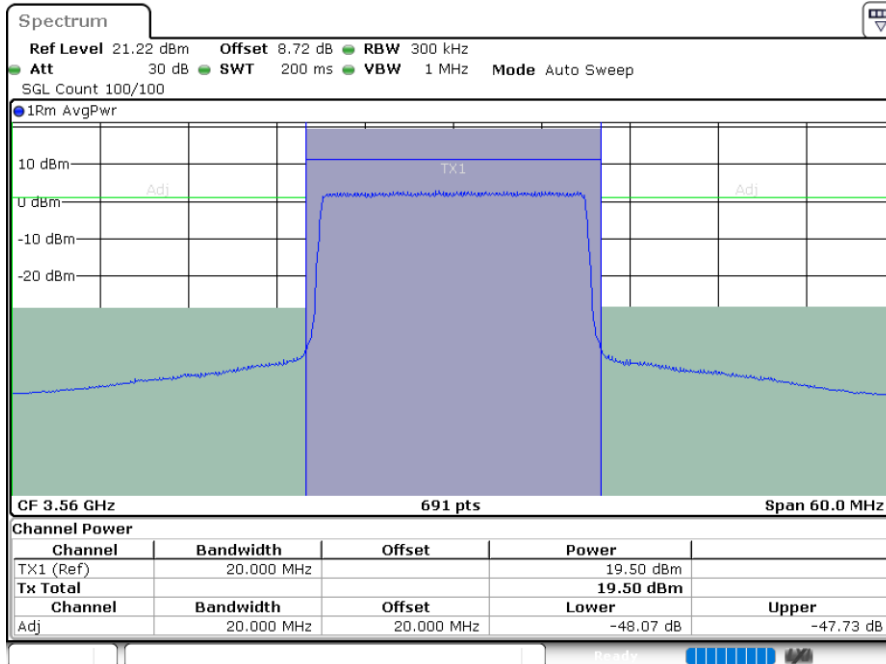 Spectrum
Ref Level 21.22 dBm Offset 8.72 dB RBW 300 kHz
Att 30 dB SWT 200 ms VBW 1 MHz Mode Auto Sweep
SGL Count 100/100
1Rm AvgPwr
10 dBm
TX1
Adj Adj
0 dBm
-10 dBm
-20 dBm
CF 3.56 GHz 691 pts Span 60.0 MHz
Channel Power
Channel Bandwidth Offset Power
TX1 (Ref) 20.000 MHz 19.50 dBm
Tx Total 19.50 dBm
Channel Bandwidth Offset Lower Upper
Adj 20.000 MHz 20.000 MHz -48.07 dB -47.73 dB
Ready